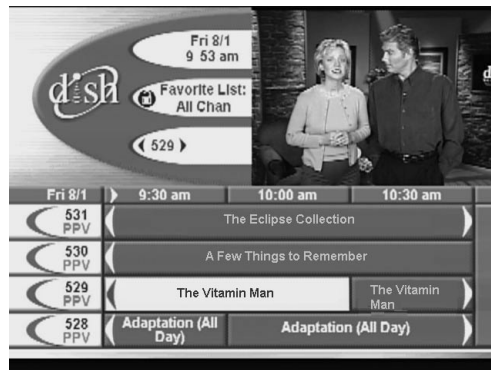 Fri 8/1
9 53 am
dish
Favorite List:
All Chan
529
Fri 8/1 9:30 am 10:00 am 10:30 am
531
PPV
The Eclipse Collection
530
PPV
A Few Things to Remember
529
PPV
The Vitamin Man
The Vitamin
Man
528
PPV
Adaptation (All
Day)
Adaptation (All Day)